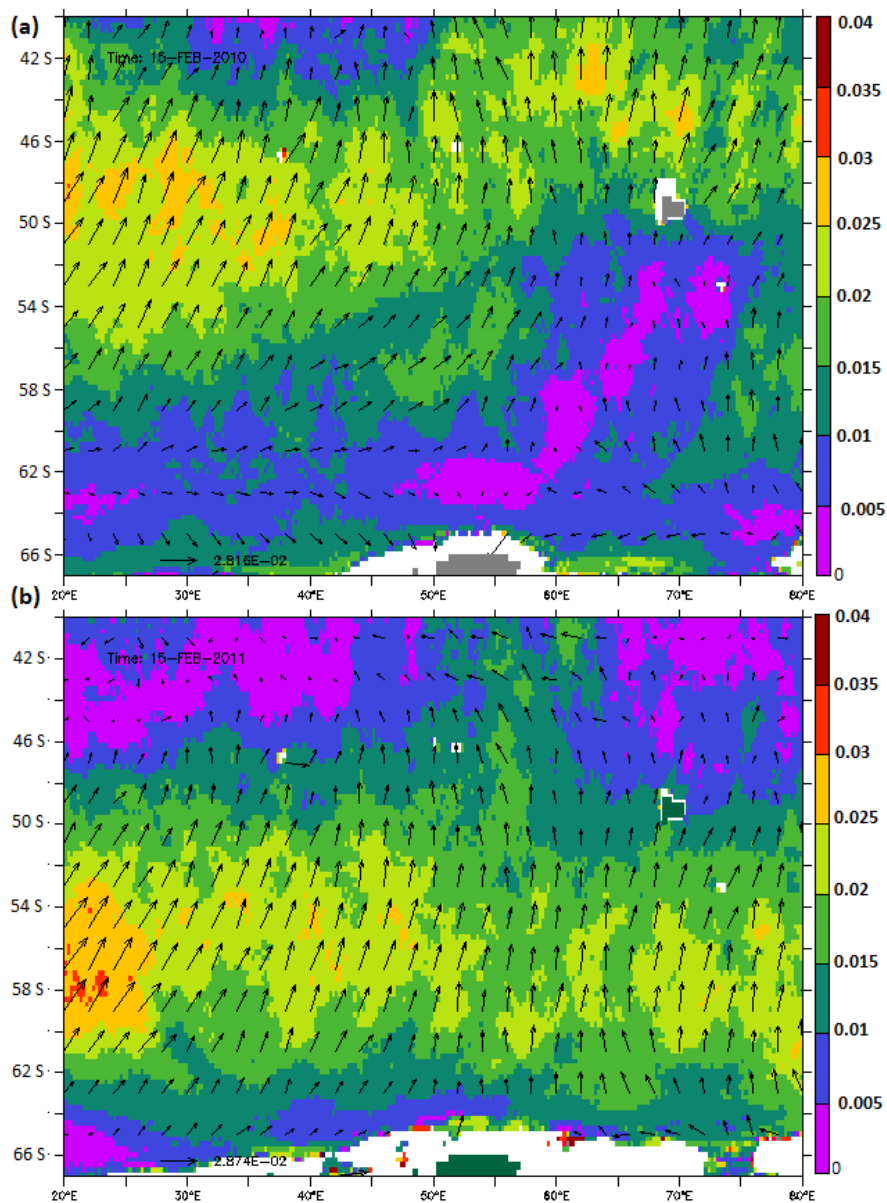 (a)
Time: 15-FEB-2010
42 S
46 S
50 S
54 S
58 S
62 S
66 S
2.816E-02
20°E 30°E 40°E 50°E 60°E 70°E 80°E
0.04
0.035
0.03
0.025
0.02
0.015
0.01
0.005
0
(b)
Time: 15-FEB-2011
42 S
46 S
50 S
54 S
58 S
62 S
66 S
2.874E-02
20°E 30°E 40°E 50°E 60°E 70°E 80°E
0.04
0.035
0.03
0.025
0.02
0.015
0.01
0.005
0